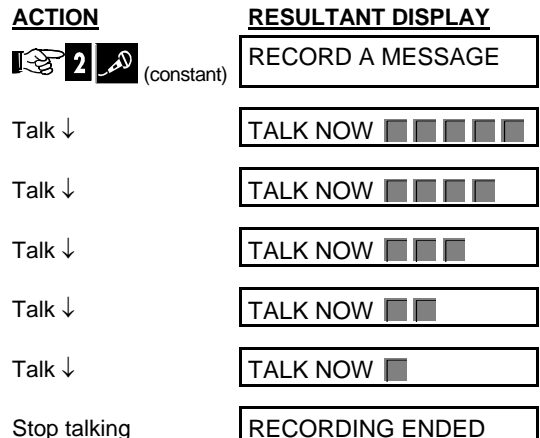 ACTION RESULTANT DISPLAY
2 (constant) RECORD A MESSAGE
Talk ↓ TALK NOW
Talk ↓ TALK NOW
Talk ↓ TALK NOW
Talk ↓ TALK NOW
Talk ↓ TALK NOW
Stop talking RECORDING ENDED